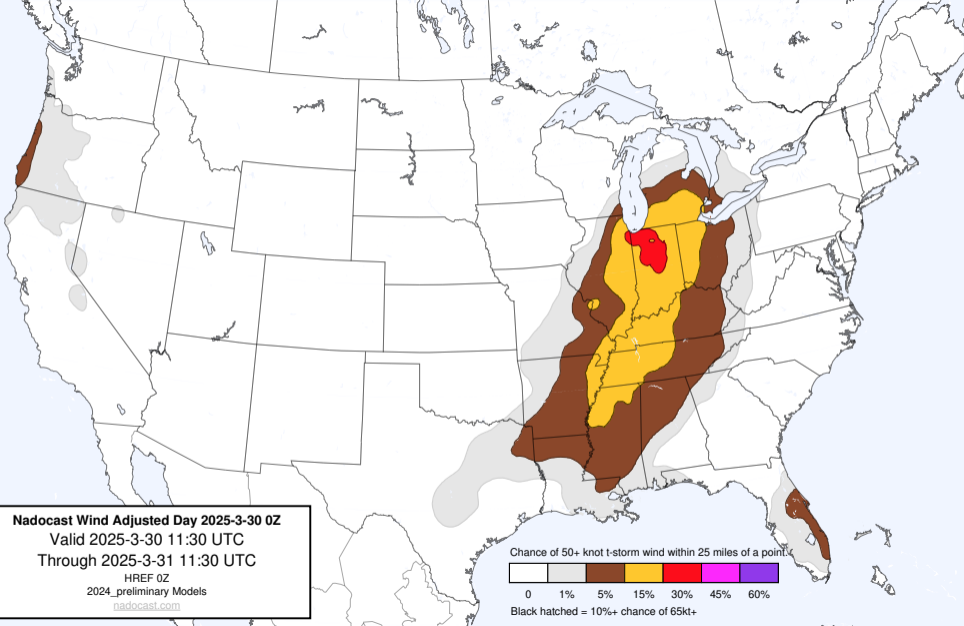 Nadocast Wind Adjusted Day 2025-3-30 0Z
Valid 2025-3-30 11:30 UTC
Through 2025-3-31 11:30 UTC
HREF 0Z
2024_preliminary Models
nadocast.com
Chance of 50+ knot t-storm wind within 25 miles of a point.
0 1% 5% 15% 30% 45% 60%
Black hatched = 10%+ chance of 65kt+